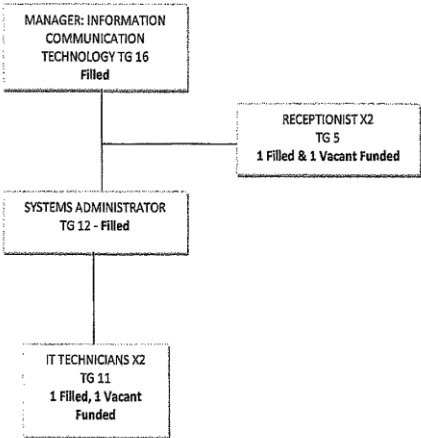 MANAGER: INFORMATION
COMMUNICATION
TECHNOLOGY TG 16
Filled
RECEPTIONIST X2
TG 5
1 Filled & 1 Vacant Funded
SYSTEMS ADMINISTRATOR
TG 12 - Filled
IT TECHNICIANS X2
TG 11
1 Filled, 1 Vacant
Funded